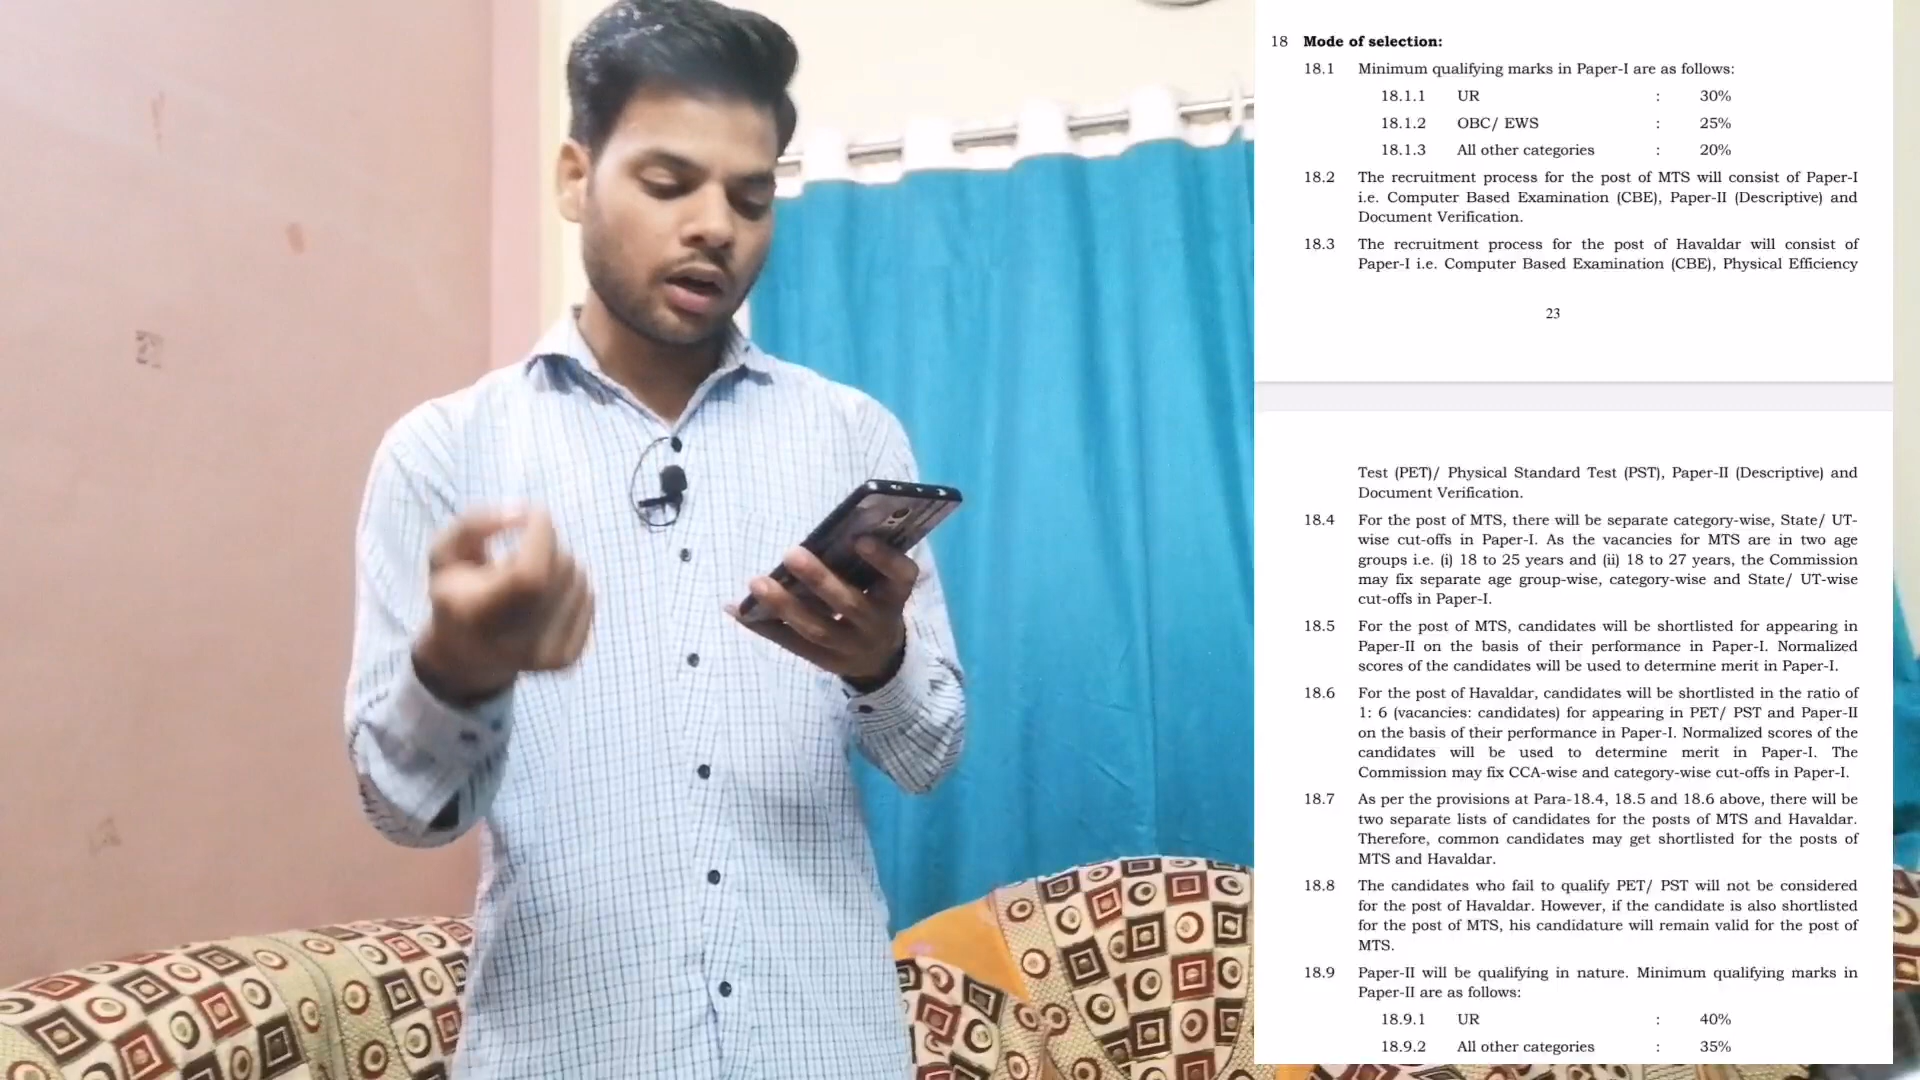 18 Mode of selection:
18.1 Minimum qualifying marks in Paper-I are as follows:
18.1.1 UR : 30%
18.1.2 OBC/ EWS : 25%
18.1.3 All other categories : 20%
18.2 The recruitment process for the post of MTS will consist of Paper-I
i.e. Computer Based Examination (CBE), Paper-II (Descriptive) and
Document Verification.
18.3 The recruitment process for the post of Havaldar will consist of
Paper-I i.e. Computer Based Examination (CBE), Physical Efficiency
23
Test (PET)/ Physical Standard Test (PST), Paper-II (Descriptive) and
Document Verification.
18.4 For the post of MTS, there will be separate category-wise, State/ UT-
wise cut-offs in Paper-I. As the vacancies for MTS are in two age
groups i.e. (i) 18 to 25 years and (ii) 18 to 27 years, the Commission
may fix separate age group-wise, category-wise and State/ UT-wise
cut-offs in Paper-I.
18.5 For the post of MTS, candidates will be shortlisted for appearing in
Paper-II on the basis of their performance in Paper-I. Normalized
scores of the candidates will be used to determine merit in Paper-I.
18.6 For the post of Havaldar, candidates will be shortlisted in the ratio of
1: 6 (vacancies: candidates) for appearing in PET/ PST and Paper-II
on the basis of their performance in Paper-I. Normalized scores of the
candidates will be used to determine merit in Paper-I. The
Commission may fix CCA-wise and category-wise cut-offs in Paper-I.
18.7 As per the provisions at Para-18.4, 18.5 and 18.6 above, there will be
two separate lists of candidates for the posts of MTS and Havaldar.
Therefore, common candidates may get shortlisted for the posts of
MTS and Havaldar.
18.8 The candidates who fail to qualify PET/ PST will not be considered
for the post of Havaldar. However, if the candidate is also shortlisted
for the post of MTS, his candidature will remain valid for the post of
MTS.
18.9 Paper-II will be qualifying in nature. Minimum qualifying marks in
Paper-II are as follows:
18.9.1 UR : 40%
18.9.2 All other categories : 35%